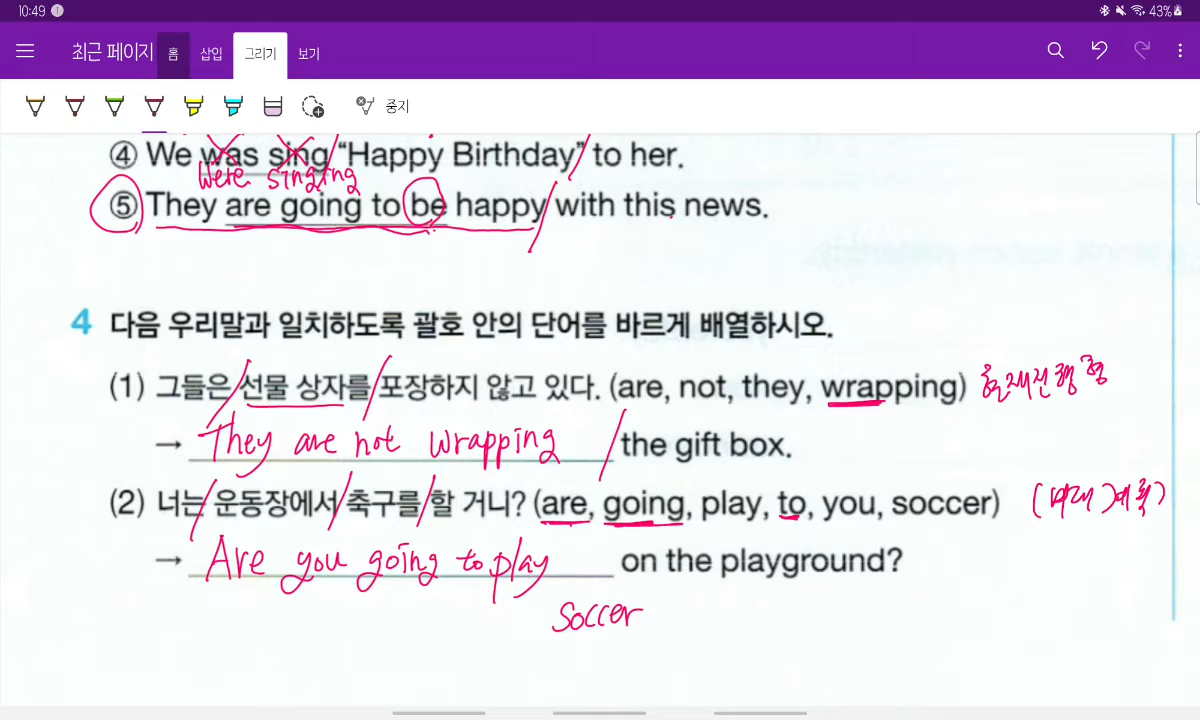 10:49 43%
최근 페이지 홈 삽입 그리기 보기
중지
④ We was sing “Happy Birthday” to her.
were singing
⑤ They are going to be happy with this news.
4 다음 우리말과 일치하도록 괄호 안의 단어를 바르게 배열하시오.
(1) 그들은 선물 상자를 포장하지 않고 있다. (are, not, they, wrapping) 현재진행형
→ They are not wrapping the gift box.
(2) 너는 운동장에서 축구를 할 거니? (are, going, play, to, you, soccer) (미래)계획
→ Are you going to play on the playground?
soccer